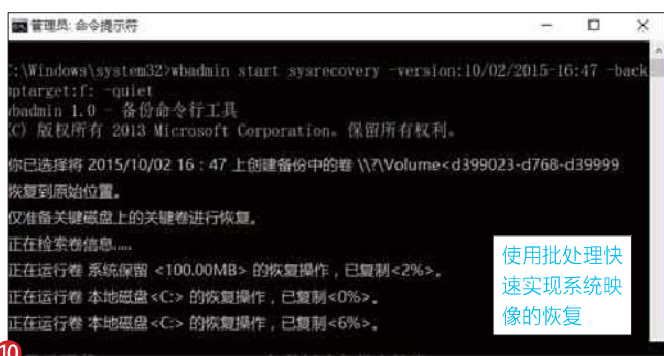 管理员: 命令提示符
:\Windows\system32>wbadmin start sysrecovery -version:10/02/2015-16:47 -back
uptarget:f: -quiet
wbadmin 1.0 - 备份命令行工具
(C) 版权所有 2013 Microsoft Corporation。保留所有权利。
你已选择将 2015/10/02 16：47 上创建备份中的卷 \\?\Volume<d399023-d768-d39999
恢复到原始位置。
仅准备关键磁盘上的关键卷进行恢复。
正在检索卷信息.....
正在运行卷 系统保留 <100.00MB> 的恢复操作，已复制<2%>。
正在运行卷 本地磁盘<C:> 的恢复操作，已复制<0%>。
正在运行卷 本地磁盘<C:> 的恢复操作，已复制<6%>。
使用批处理快
速实现系统映
像的恢复
10